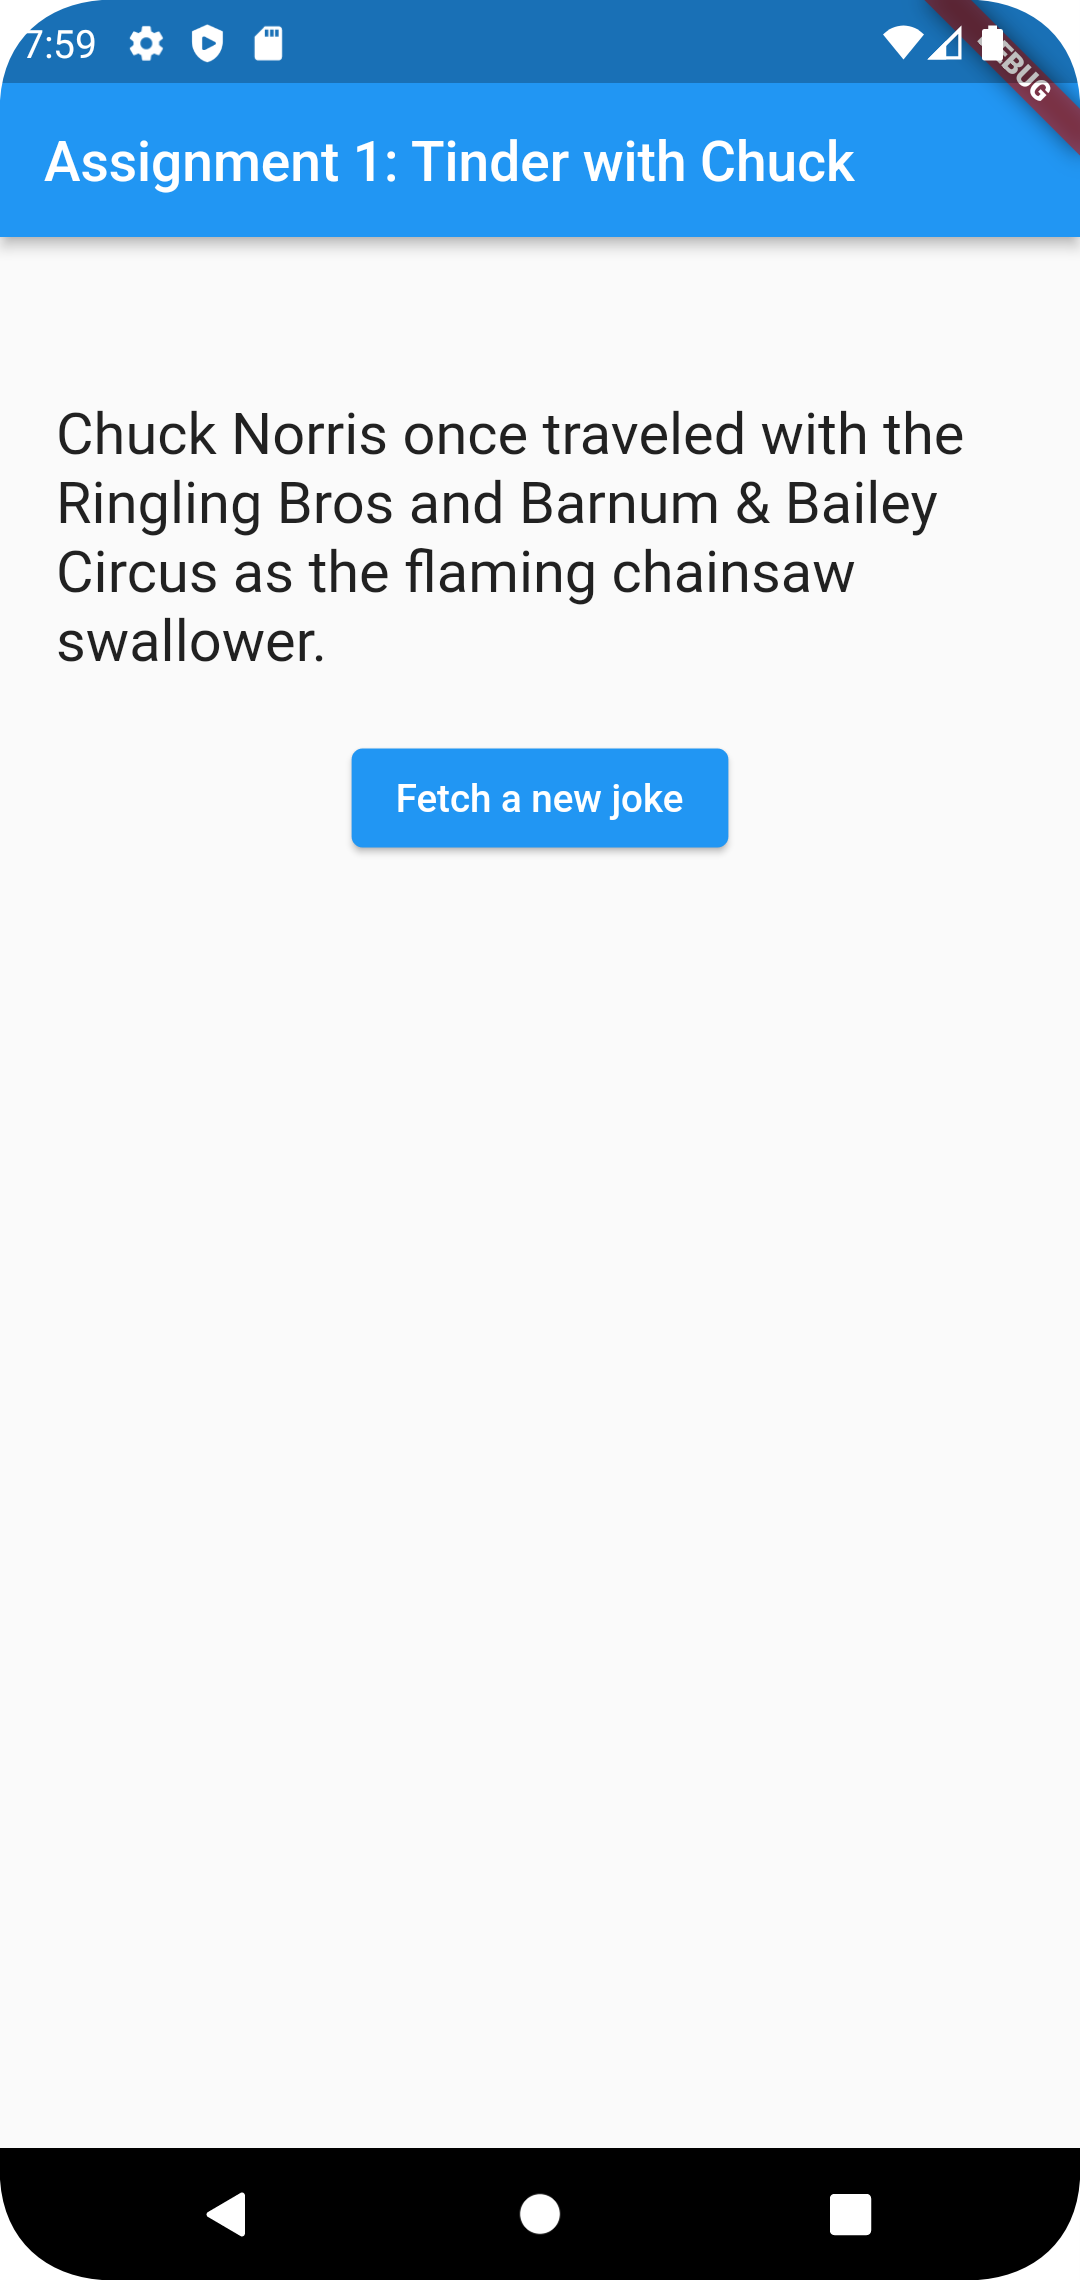 7:59
DEBUG
Assignment 1: Tinder with Chuck
Chuck Norris once traveled with the
Ringling Bros and Barnum & Bailey
Circus as the flaming chainsaw
swallower.
Fetch a new joke